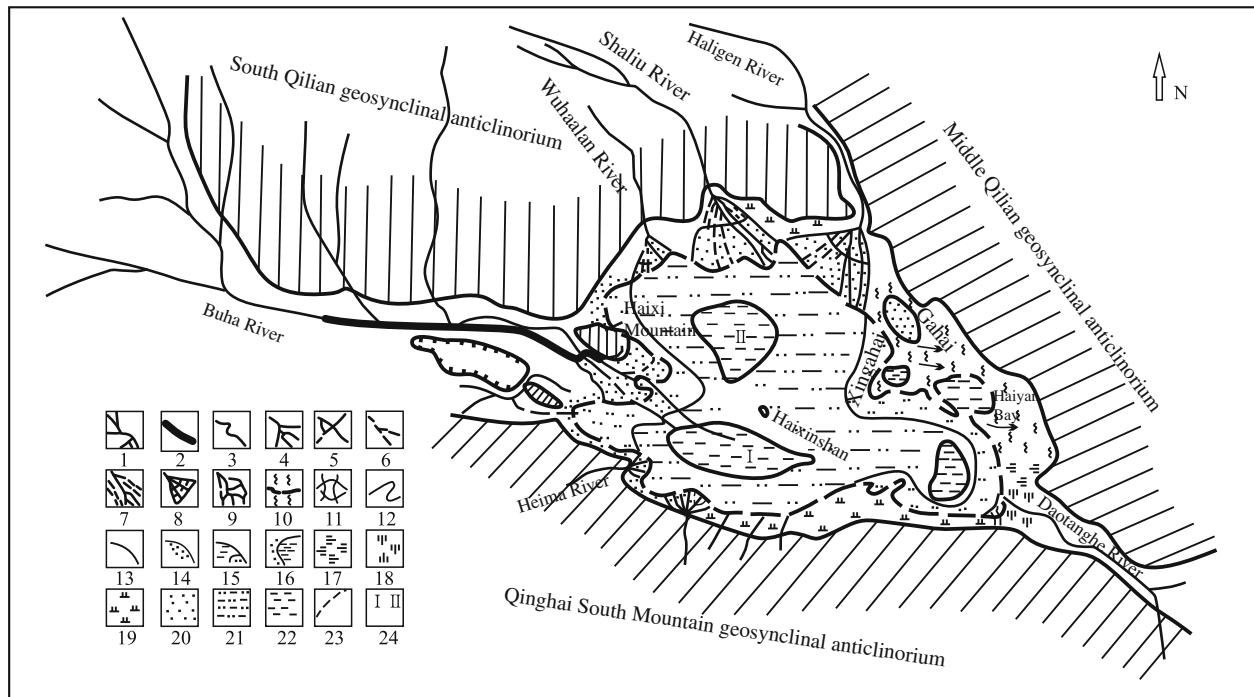 South Qilian geosynclinal anticlinorium
Shaliu River
Haligen River
Wuhaalan River
N
Middle Qilian geosynclinal anticlinorium
Buha River
Haixi
Mountain
II
Gahai
Xingahai
Haiyan
Bay
Haixinshan
I
Heima River
Daotanghe River
Qinghai South Mountain geosynclinal anticlinorium
1 2 3 4 5 6
7 8 9 10 11 12
13 14 15 16 17 18
I II
19 20 21 22 23 24